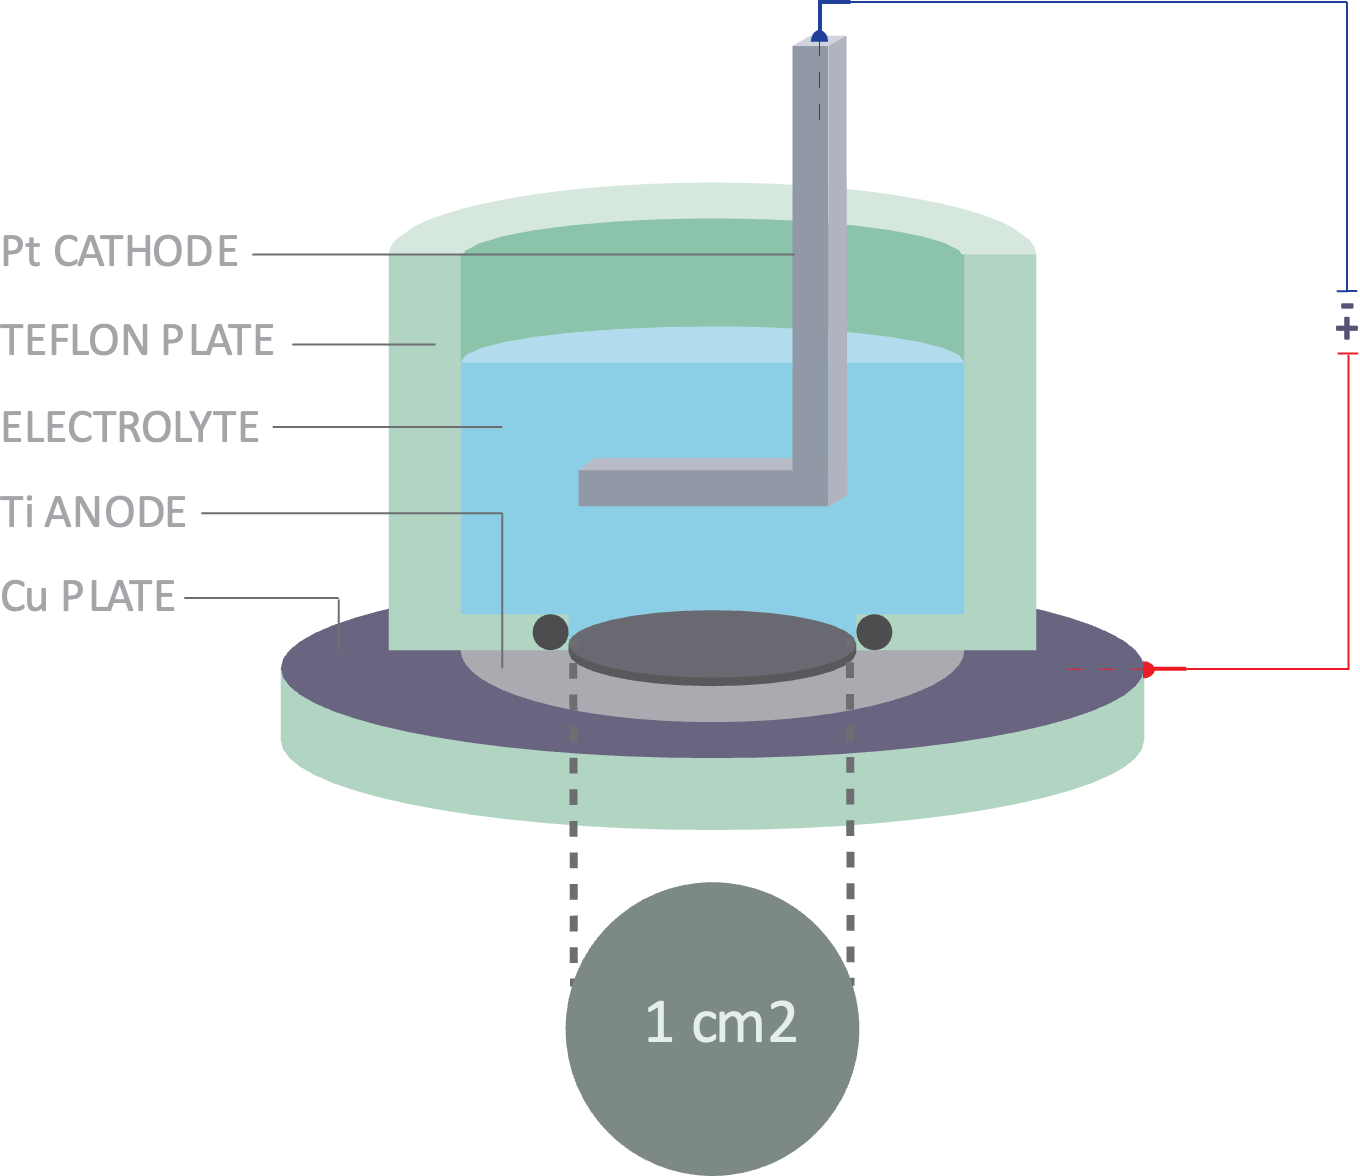 Pt CATHODE
TEFLON PLATE
ELECTROLYTE
Ti ANODE
Cu PLATE
-
+
1 cm2